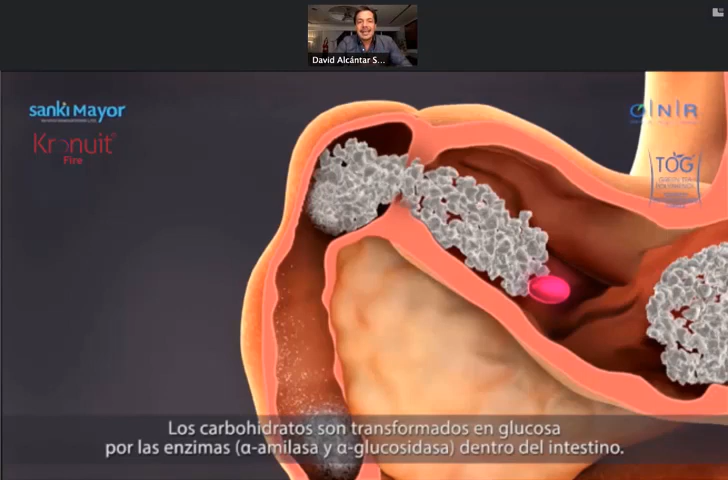 David Alcántar S...
sanki Mayor
Kronuit®
Fire
TOG
Los carbohidratos son transformados en glucosa
por las enzimas (α-amilasa y α-glucosidasa) dentro del intestino.